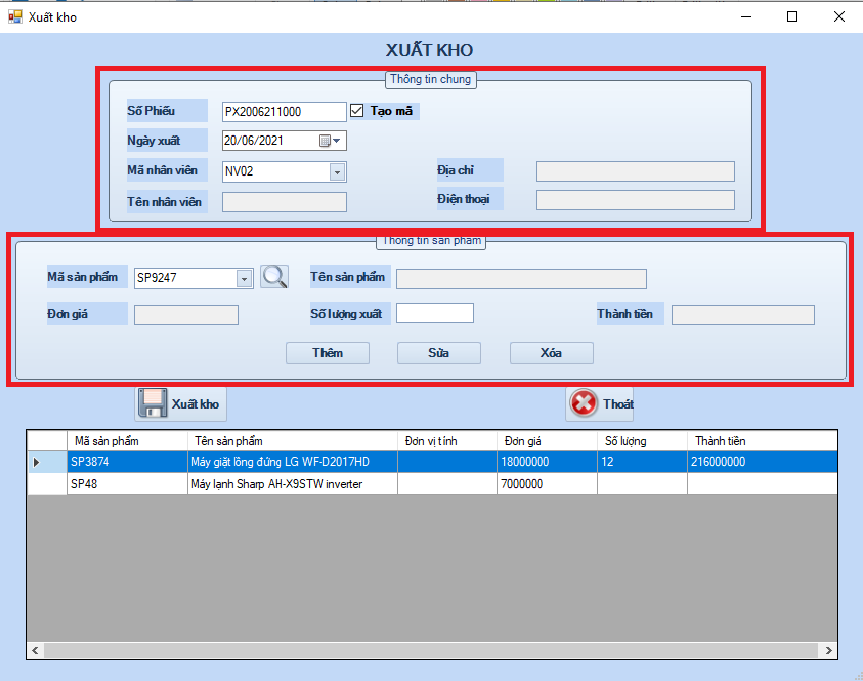 Xuất kho
XUẤT KHO
Thông tin chung
Số Phiếu PX2006211000 Tạo mã
Ngày xuất 20/06/2021
Mã nhân viên NV02 Địa chỉ
Tên nhân viên Điện thoại
Thông tin sản phẩm
Mã sản phẩm SP9247 Tên sản phẩm
Đơn giá Số lượng xuất Thành tiền
Thêm Sửa Xóa
Xuất kho Thoát
Mã sản phẩm Tên sản phẩm Đơn vị tính Đơn giá Số lượng Thành tiền
SP3874 Máy giặt lồng đứng LG WF-D2017HD 18000000 12 216000000
SP48 Máy lạnh Sharp AH-X9STW inverter 7000000